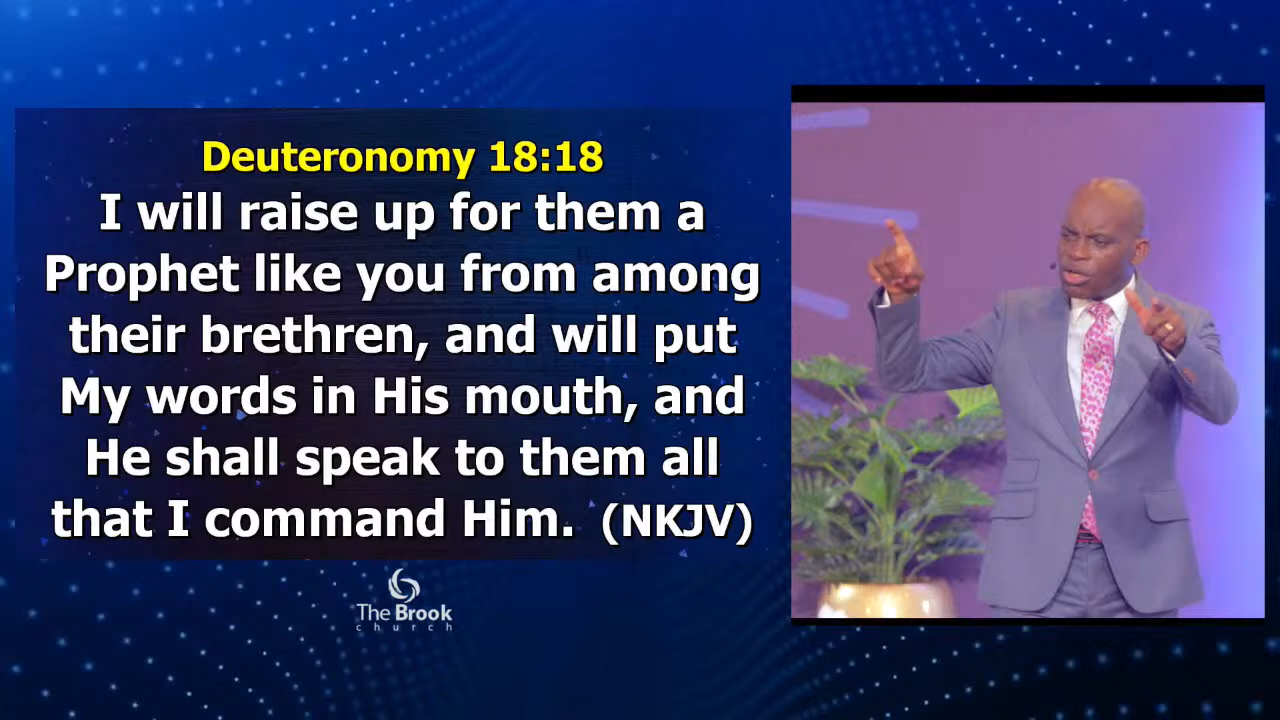 Deuteronomy 18:18
I will raise up for them a
Prophet like you from among
their brethren, and will put
My words in His mouth, and
He shall speak to them all
that I command Him. (NKJV)
The Brook
church